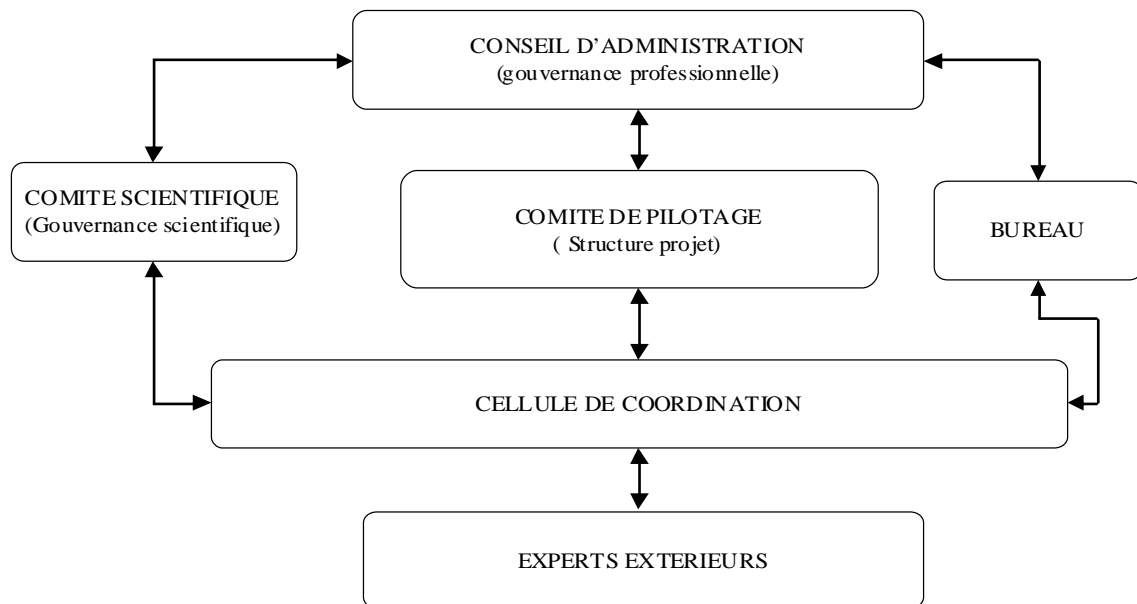 CONSEIL D’ADMINISTRATION
(gouvernance professionnelle)
COMITE SCIENTIFIQUE
(Gouvernance scientifique)
COMITE DE PILOTAGE
( Structure projet)
BUREAU
CELLULE DE COORDINATION
EXPERTS EXTERIEURS